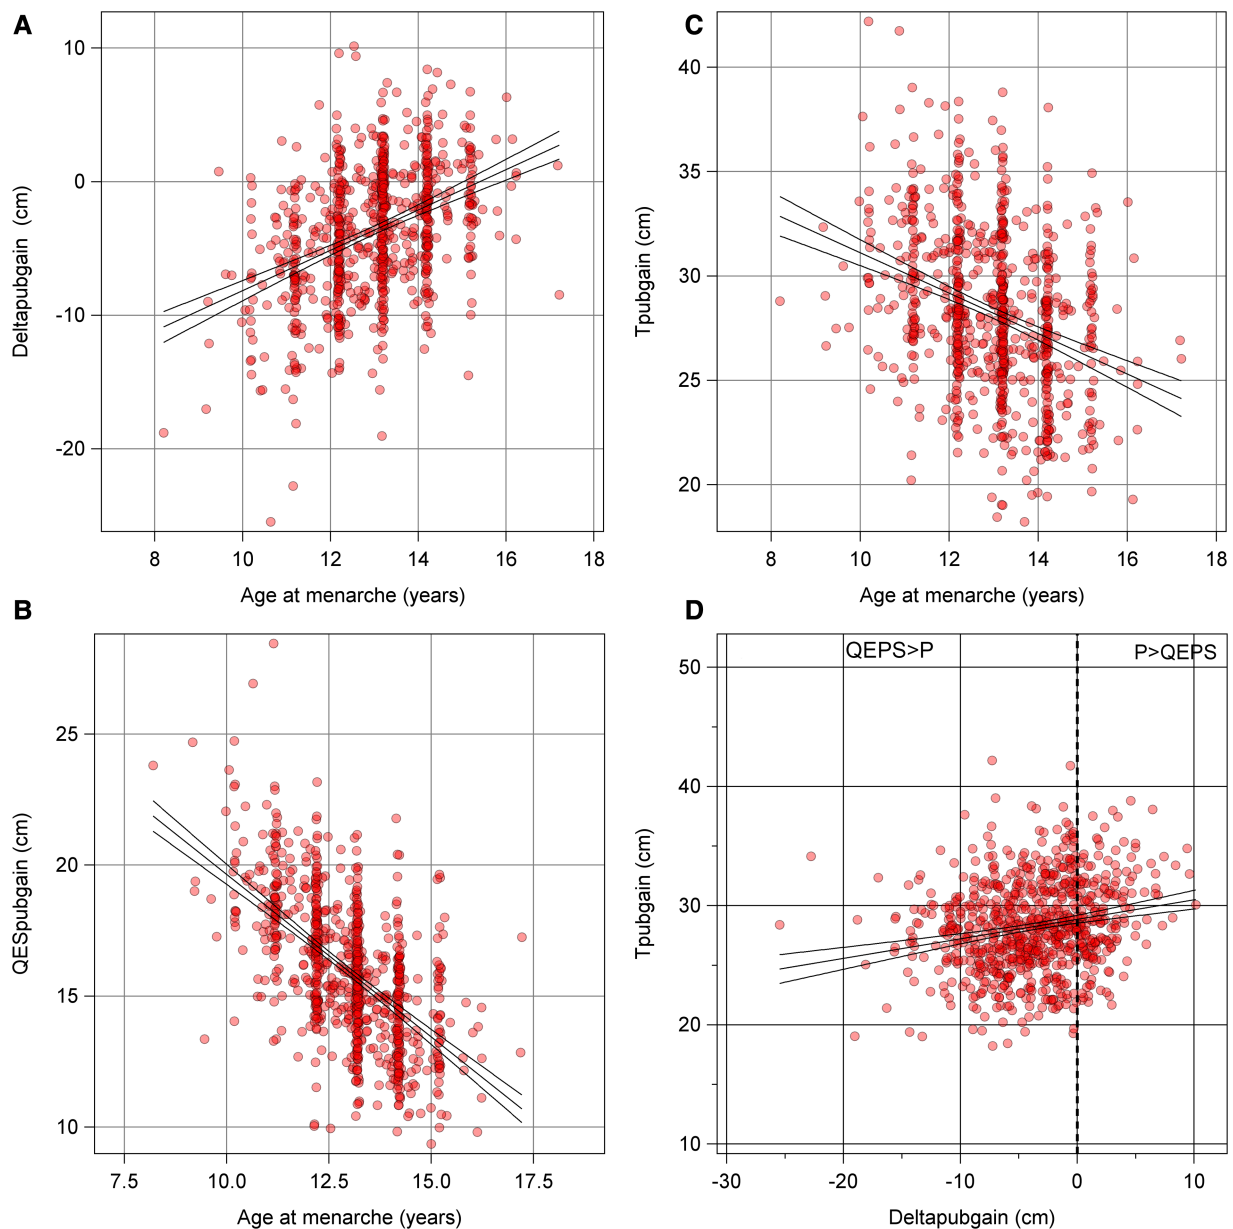 A
10
0
-10
-20
Deltapubgain (cm)
8 10 12 14 16 18
Age at menarche (years)
C
40
35
30
25
20
Tpubgain (cm)
8 10 12 14 16 18
Age at menarche (years)
B
25
20
15
10
QESpubgain (cm)
7.5 10.0 12.5 15.0 17.5
Age at menarche (years)
D
QEPS>P P>QEPS
50
40
30
20
10
Tpubgain (cm)
-30 -20 -10 0 10
Deltapubgain (cm)